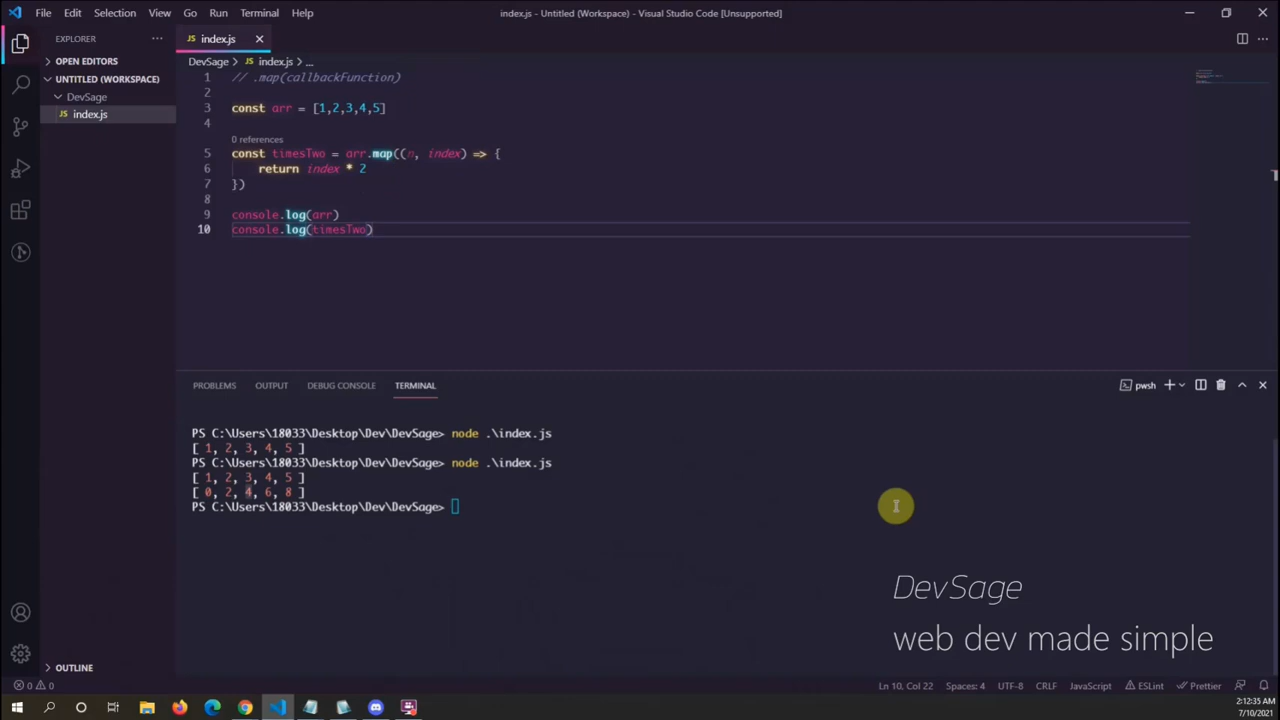 File Edit Selection View Go Run Terminal Help
index.js - Untitled (Workspace) - Visual Studio Code [Unsupported]
EXPLORER
OPEN EDITORS
UNTITLED (WORKSPACE)
DevSage
JS index.js
OUTLINE
JS index.js
DevSage > JS index.js > ...
1 // .map(callbackFunction)
2
3 const arr = [1,2,3,4,5]
4
0 references
5 const timesTwo = arr.map((n, index) => {
6 return index * 2
7 })
8
9 console.log(arr)
10 console.log(timesTwo)
PROBLEMS OUTPUT DEBUG CONSOLE TERMINAL
pwsh
PS C:\Users\18033\Desktop\Dev\DevSage> node .\index.js
[ 1, 2, 3, 4, 5 ]
PS C:\Users\18033\Desktop\Dev\DevSage> node .\index.js
[ 1, 2, 3, 4, 5 ]
[ 0, 2, 4, 6, 8 ]
PS C:\Users\18033\Desktop\Dev\DevSage>
DevSage
web dev made simple
0 0 Ln 10, Col 22 Spaces: 4 UTF-8 CRLF JavaScript ESLint Prettier
2:12:35 AM
7/10/2021